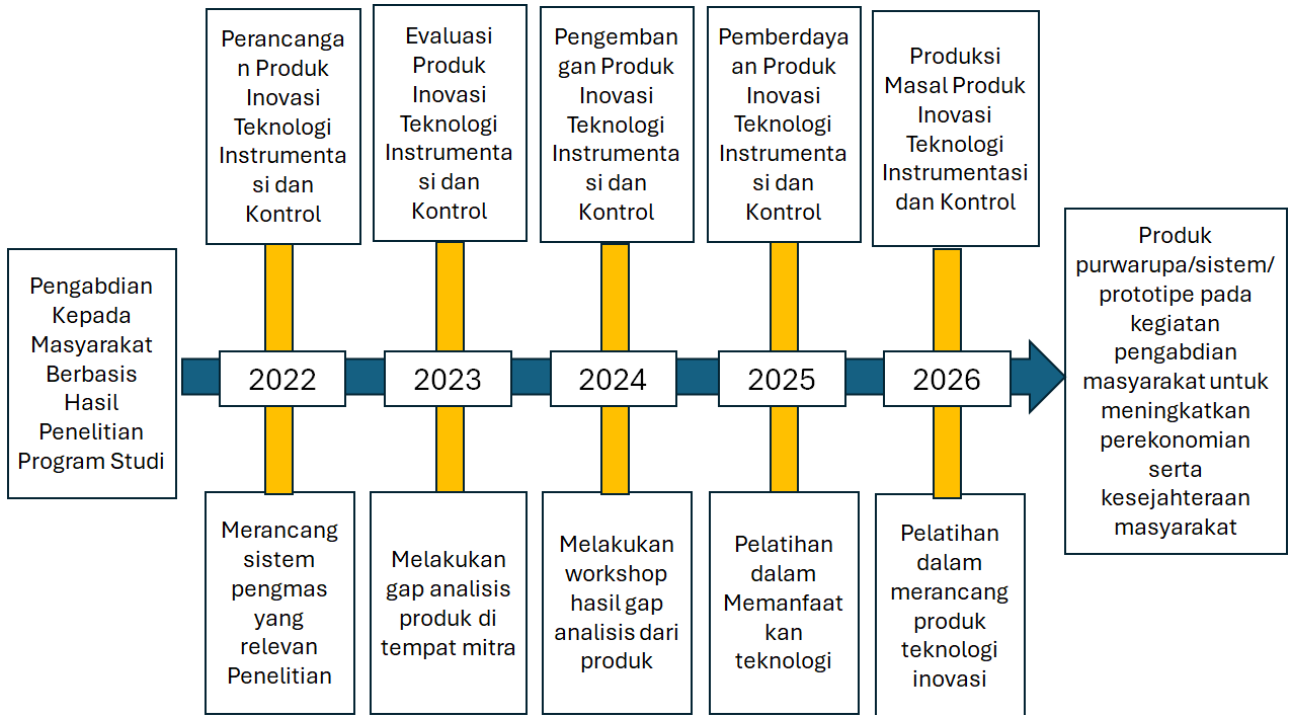 Perancanga
n Produk
Inovasi
Teknologi
Instrumenta
si dan
Kontrol
Evaluasi
Produk
Inovasi
Teknologi
Instrumenta
si dan
Kontrol
Pengemban
gan Produk
Inovasi
Teknologi
Instrumenta
si dan
Kontrol
Pemberdaya
an Produk
Inovasi
Teknologi
Instrumenta
si dan
Kontrol
Produksi
Masal Produk
Inovasi
Teknologi
Instrumentasi
dan Kontrol
Pengabdian
Kepada
Masyarakat
Berbasis
Hasil
Penelitian
Program Studi
2022
2023
2024
2025
2026
Produk
purwarupa/sistem/
prototipe pada
kegiatan
pengabdian
masyarakat untuk
meningkatkan
perekonomian
serta
kesejahteraan
masyarakat
Merancang
sistem
pengmas
yang
relevan
Penelitian
Melakukan
gap analisis
produk di
tempat mitra
Melakukan
workshop
hasil gap
analisis dari
produk
Pelatihan
dalam
Memanfaat
kan
teknologi
Pelatihan
dalam
merancang
produk
teknologi
inovasi